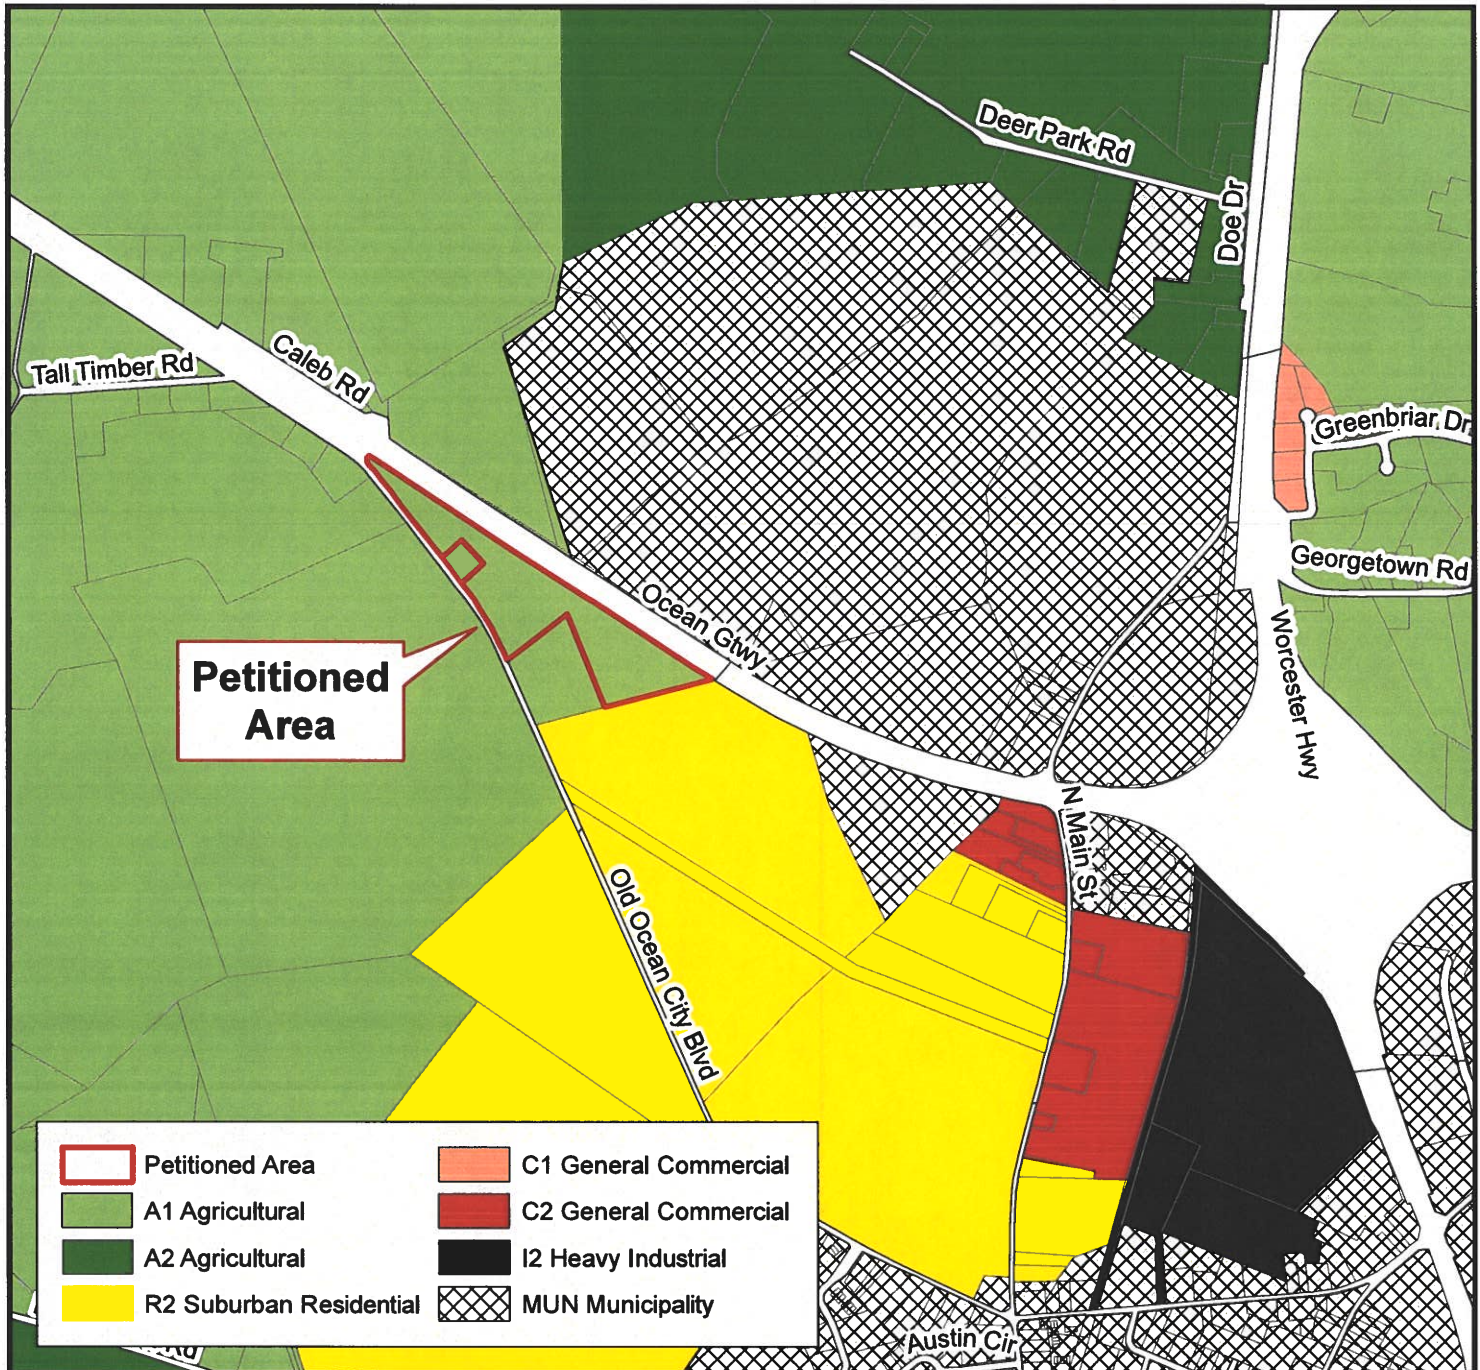 Deer Park Rd
Doe Dr
Tall Timber Rd
Caleb Rd
Greenbriar Dr
Georgetown Rd
Ocean Gtwy
Worcester Hwy
Petitioned
Area
N Main St
Old Ocean City Blvd
Petitioned Area
A1 Agricultural
A2 Agricultural
R2 Suburban Residential
C1 General Commercial
C2 General Commercial
I2 Heavy Industrial
MUN Municipality
Rd
Austin Cir